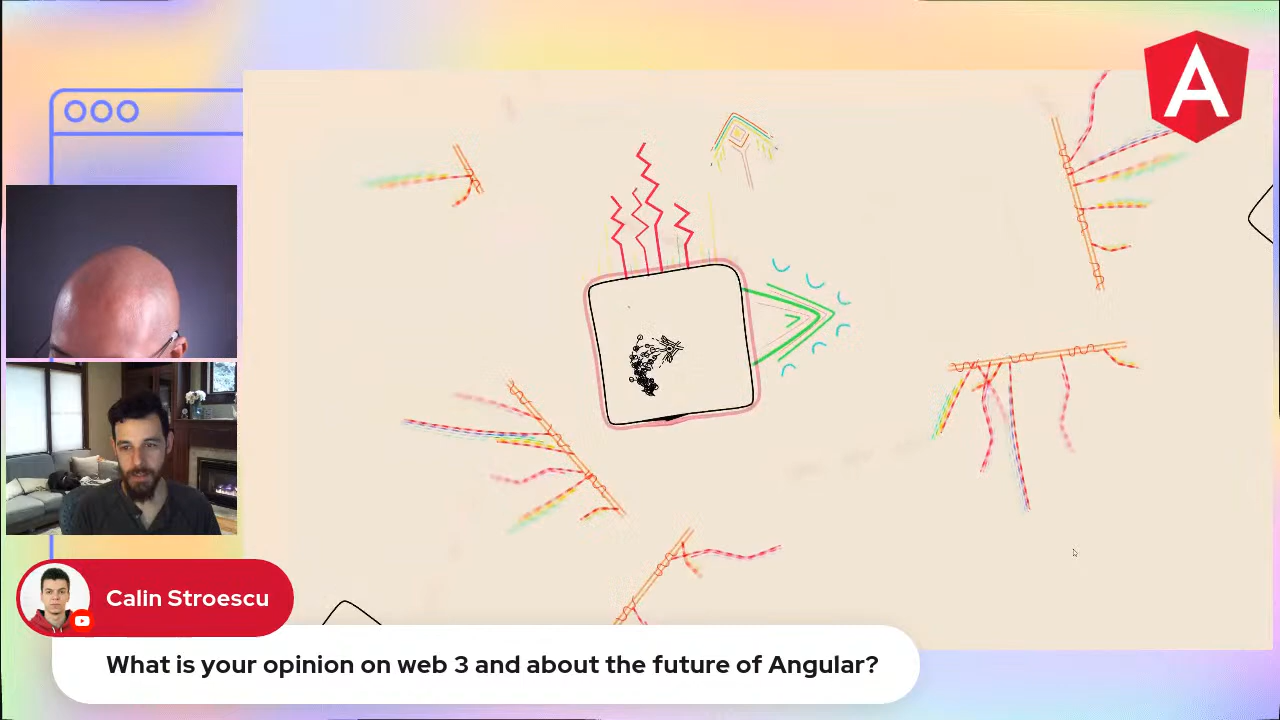 A
Calin Stroescu
What is your opinion on web 3 and about the future of Angular?